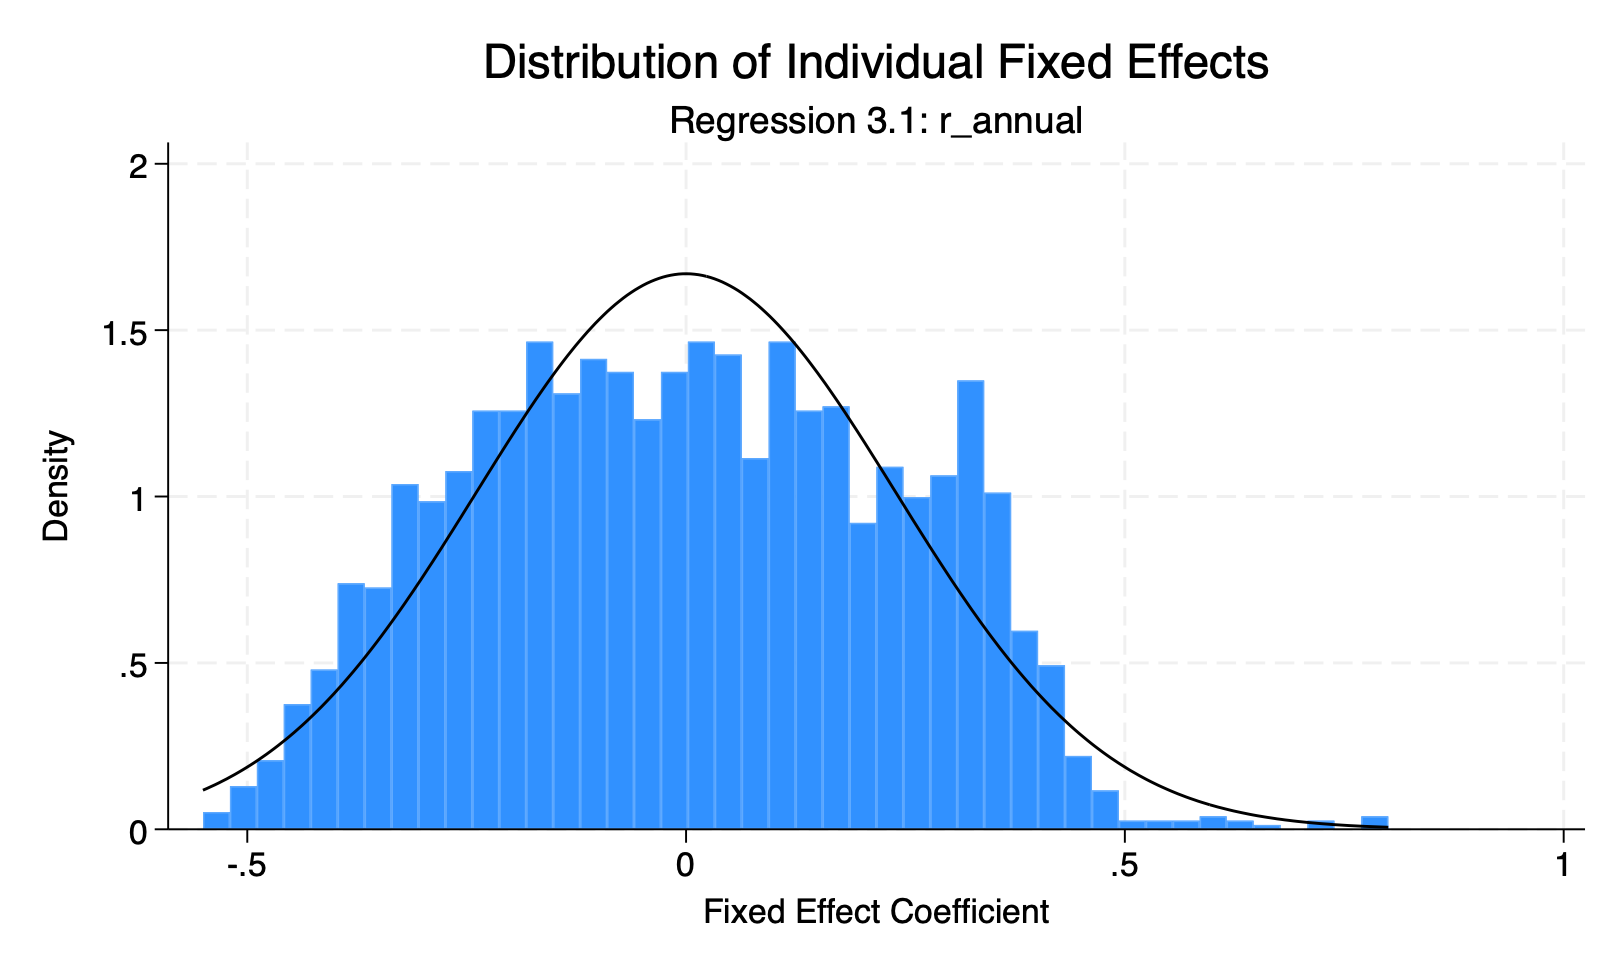 Distribution of Individual Fixed Effects
Regression 3.1: r_annual
2
1.5
1
.5
0
Density
-.5
0
.5
1
Fixed Effect Coefficient